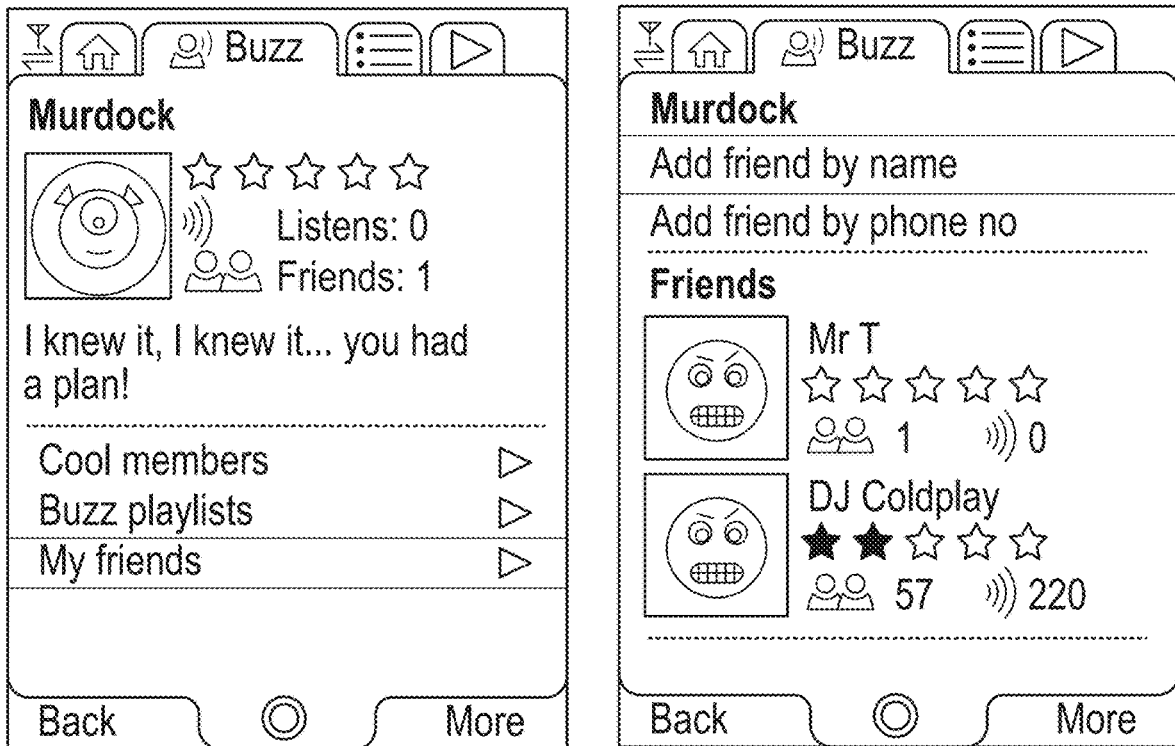 Buzz
Murdock
Listens: 0
Friends: 1
I knew it, I knew it... you had
a plan!
Cool members
Buzz playlists
My friends
Back
More
Buzz
Murdock
Add friend by name
Add friend by phone no
Friends
Mr T
1 0
DJ Coldplay
57 220
Back
More